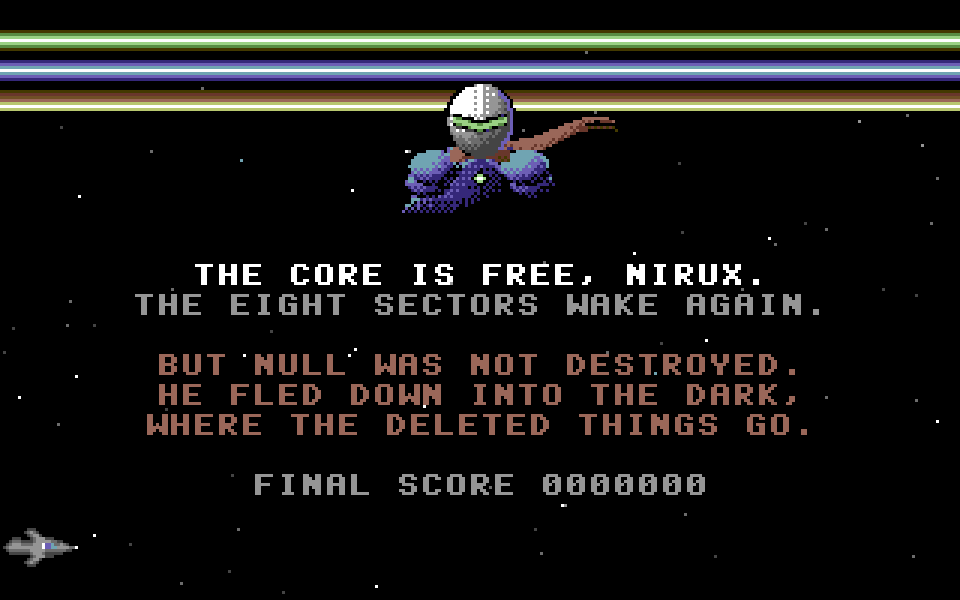 THE CORE IS FREE, NIRUX.
THE EIGHT SECTORS WAKE AGAIN.
BUT NULL WAS NOT DESTROYED.
HE FLED DOWN INTO THE DARK,
WHERE THE DELETED THINGS GO.
FINAL SCORE 0000000